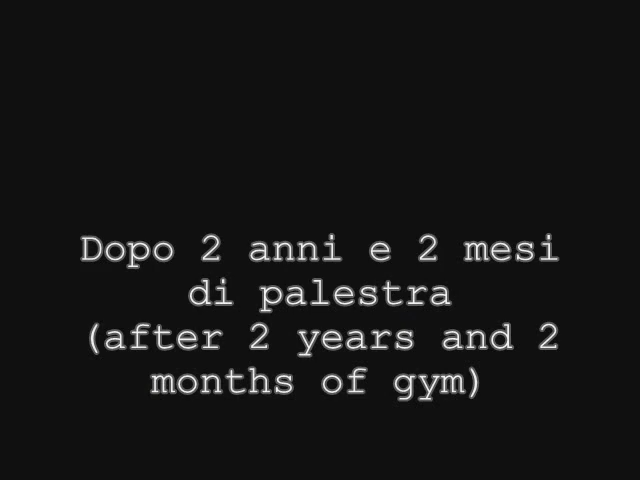 Dopo 2 anni e 2 mesi
di palestra
(after 2 years and 2
months of gym)